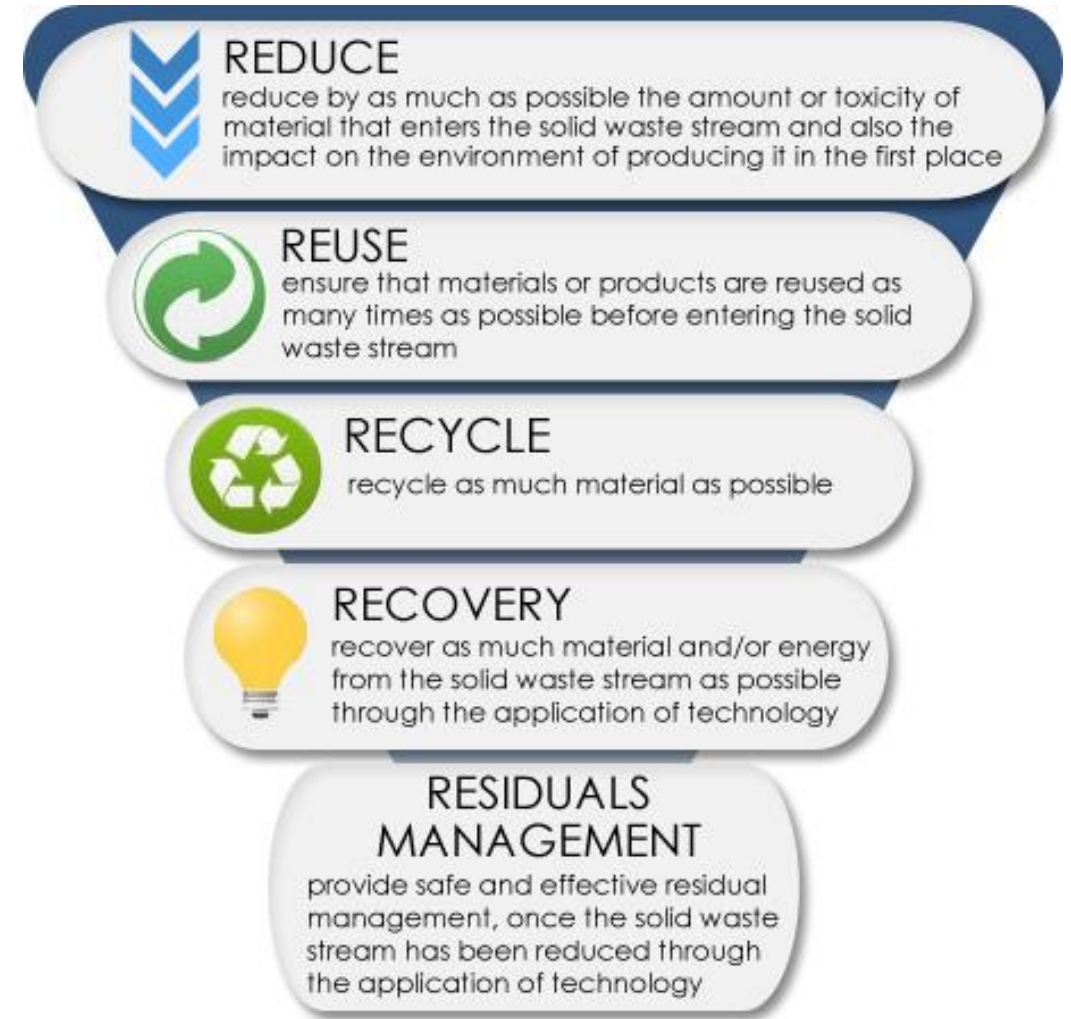 REDUCE
reduce by as much as possible the amount or toxicity of
material that enters the solid waste stream and also the
impact on the environment of producing it in the first place
REUSE
ensure that materials or products are reused as
many times as possible before entering the solid
waste stream
RECYCLE
recycle as much material as possible
RECOVERY
recover as much material and/or energy
from the solid waste stream as possible
through the application of technology
RESIDUALS
MANAGEMENT
provide safe and effective residual
management, once the solid waste
stream has been reduced through
the application of technology